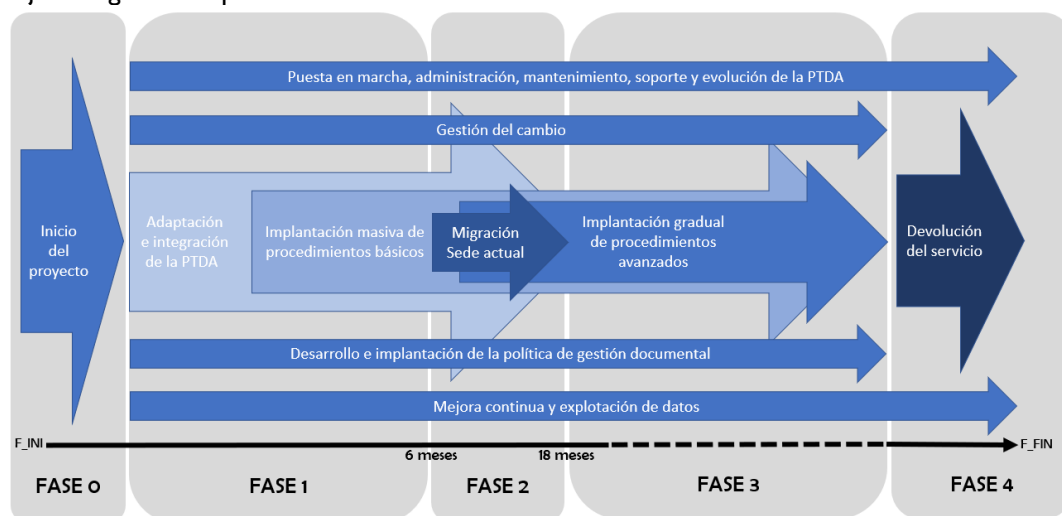 Puesta en marcha, administración, mantenimiento, soporte y evolución de la PTDA
Gestión del cambio
Inicio
del
proyecto
Adaptación
e integración
de la PTDA
Implantación masiva de
procedimientos básicos
Migración
Sede actual
Implantación gradual
de procedimientos
avanzados
Devolución
del servicio
Desarrollo e implantación de la política de gestión documental
Mejora continua y explotación de datos
F_INI
6 meses
18 meses
F_FIN
FASE 0
FASE 1
FASE 2
FASE 3
FASE 4